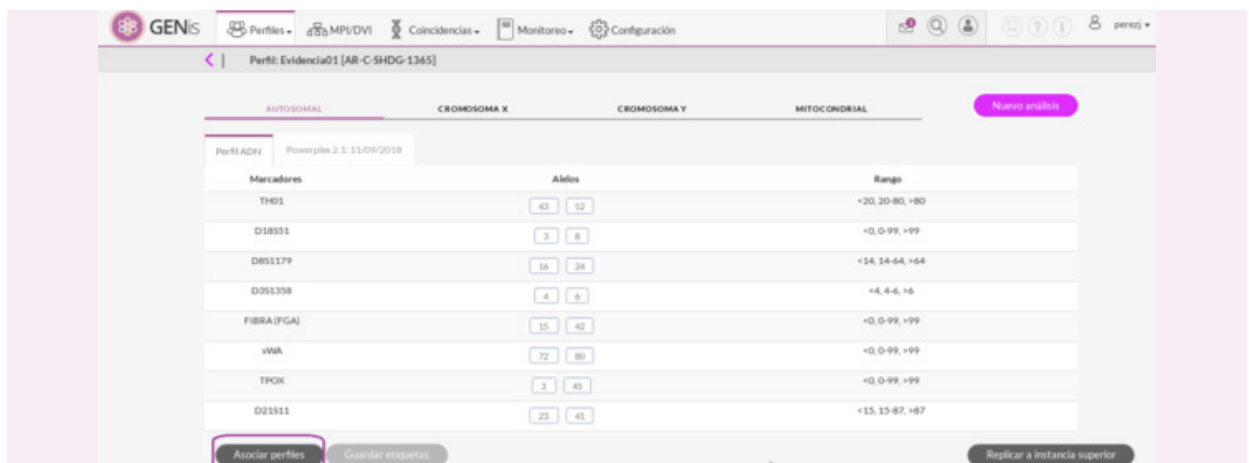 GENis Perfiles MPI/DVI Coincidencias Monitoreo Configuración perezj
Perfil: Evidencia01 [AR-C-SHDG-1365]
AUTOSOMAL CROMOSOMA X CROMOSOMA Y MITOCONDRIAL Nuevo análisis
Perfil ADN Powerplex 2.1: 11/09/2018
Marcadores Alelos Rango
TH01 43 52 <20, 20-80, >80
D18S51 3 8 <0, 0-99, >99
D8S1179 16 24 <14, 14-64, >64
D3S1358 4 6 <4, 4-6, >6
FIBRA (FGA) 15 42 <0, 0-99, >99
vWA 72 80 <0, 0-99, >99
TPOX 3 45 <0, 0-99, >99
D21S11 23 41 <15, 15-87, >87
Asociar perfiles Guardar etiquetas Replicar a instancia superior